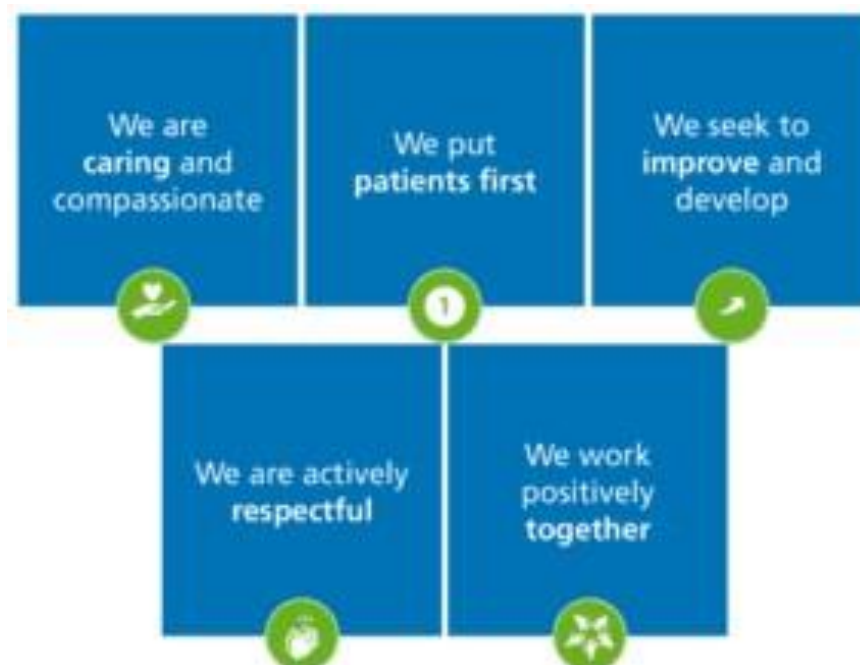 We are
caring and
compassionate
We put
patients first
We seek to
improve and
develop
1
We are actively
respectful
We work
positively
together